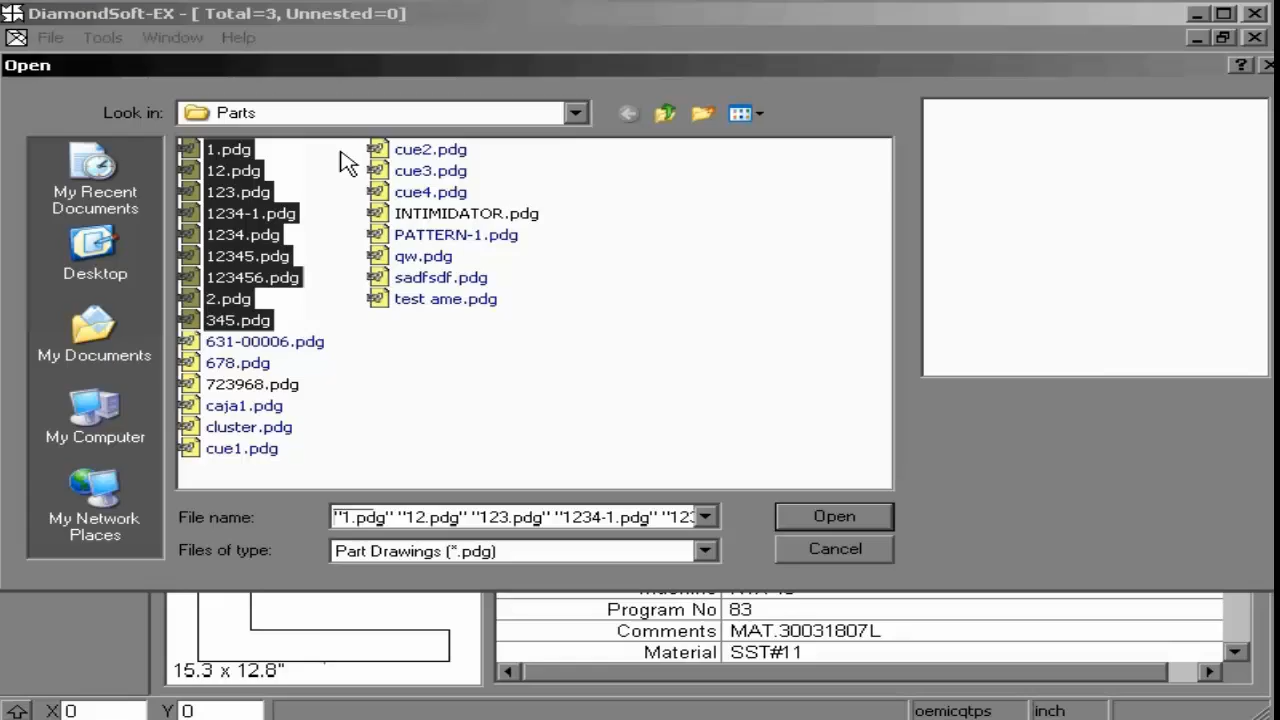 DiamondSoft-EX - [ Total=3, Unnested=0]
File Tools Window Help
Open
Look in: Parts
My Recent Documents
Desktop
My Documents
My Computer
My Network Places
1.pdg
12.pdg
123.pdg
1234-1.pdg
1234.pdg
12345.pdg
123456.pdg
2.pdg
345.pdg
631-00006.pdg
678.pdg
723968.pdg
caja1.pdg
cluster.pdg
cue1.pdg
cue2.pdg
cue3.pdg
cue4.pdg
INTIMIDATOR.pdg
PATTERN-1.pdg
qw.pdg
sadfsdf.pdg
test ame.pdg
File name: "1.pdg" "12.pdg" "123.pdg" "1234-1.pdg" "123
Open
Files of type: Part Drawings (*.pdg)
Cancel
Program No 83
Comments MAT.30031807L
Material SST#11
15.3 x 12.8"
X 0 Y 0 oemicqtps inch